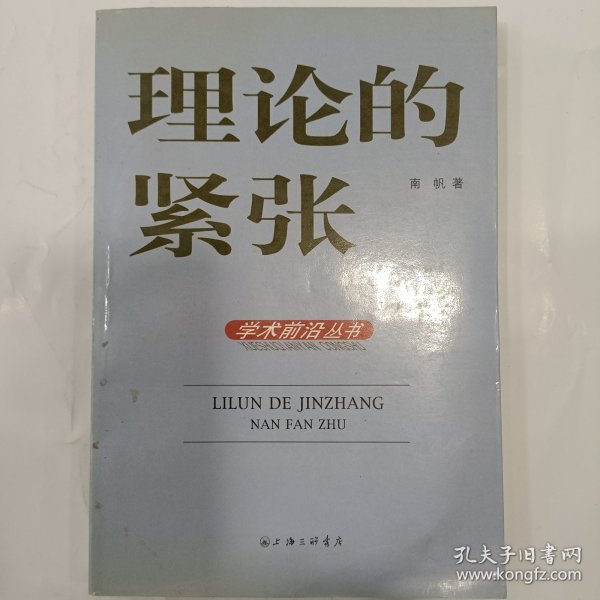 理论的
紧张
南 帆 著
学术前沿丛书
LILUN DE JINZHANG
NAN FAN ZHU
上海三联书店
孔夫子旧书网
www.kongfz.com